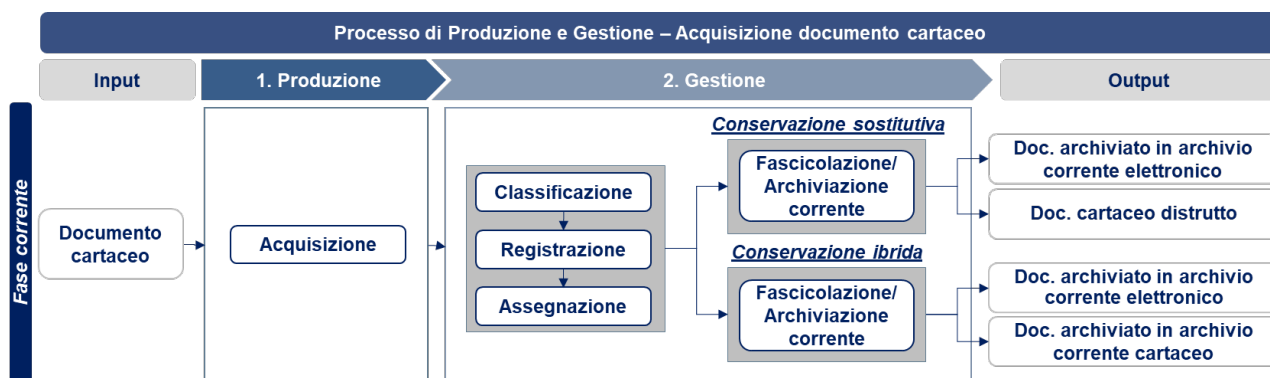 Processo di Produzione e Gestione – Acquisizione documento cartaceo
Input
1. Produzione
2. Gestione
Output
Fase corrente
Documento
cartaceo
Acquisizione
Classificazione
Registrazione
Assegnazione
Conservazione sostitutiva
Fascicolazione/
Archiviazione
corrente
Conservazione ibrida
Fascicolazione/
Archiviazione
corrente
Doc. archiviato in archivio
corrente elettronico
Doc. cartaceo distrutto
Doc. archiviato in archivio
corrente elettronico
Doc. archiviato in archivio
corrente cartaceo